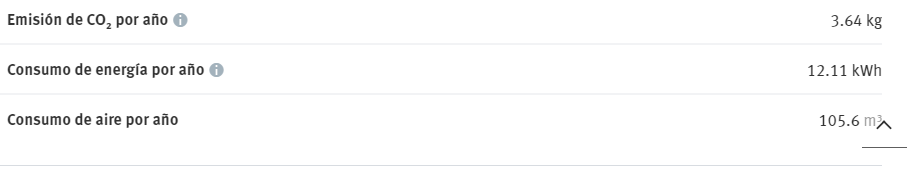 Emisión de CO₂ por año 3.64 kg
Consumo de energía por año 12.11 kWh
Consumo de aire por año 105.6 m³